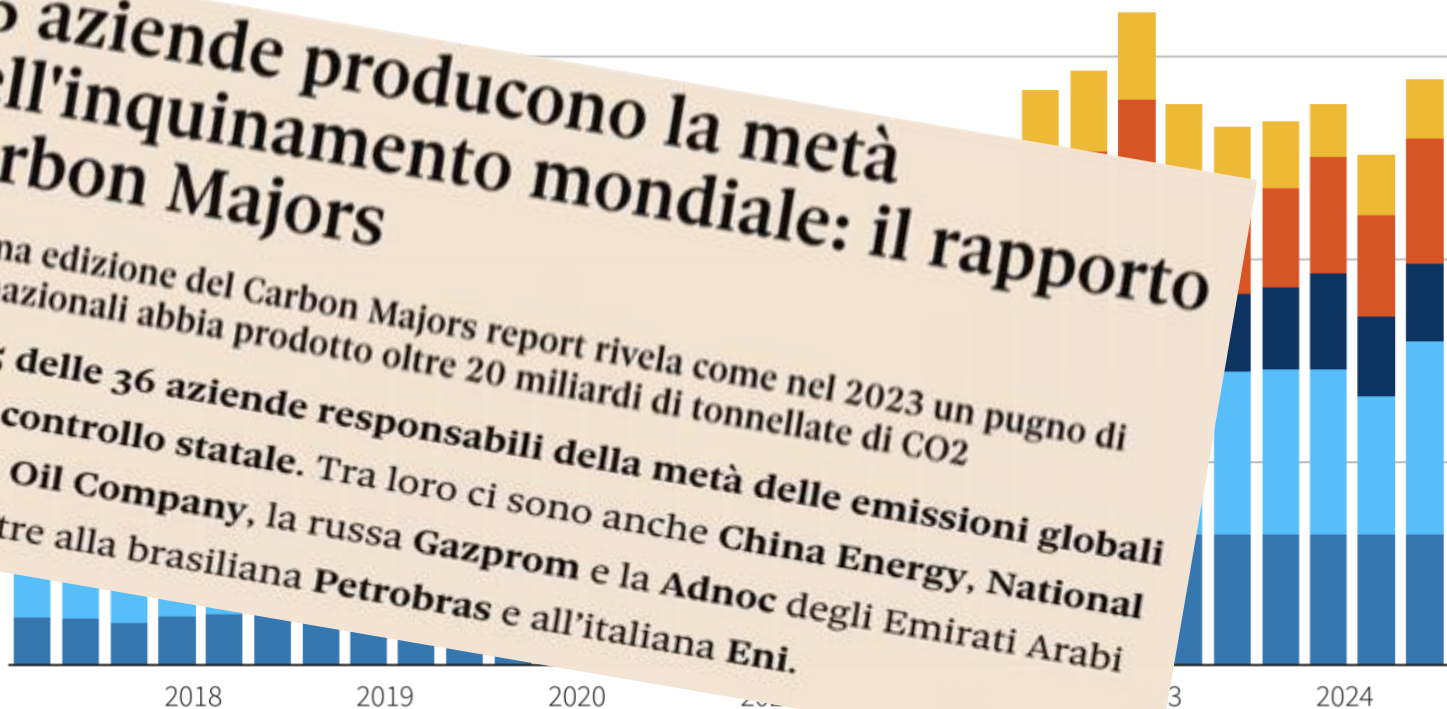 aziende producono la metà
ell'inquinamento mondiale: il rapporto
rbon Majors
ma edizione del Carbon Majors report rivela come nel 2023 un pugno di
nazionali abbia prodotto oltre 20 miliardi di tonnellate di CO2
delle 36 aziende responsabili della metà delle emissioni globali
controllo statale. Tra loro ci sono anche China Energy, National
Oil Company, la russa Gazprom e la Adnoc degli Emirati Arabi
tre alla brasiliana Petrobras e all'italiana Eni.
2018 2019 2020 3 2024